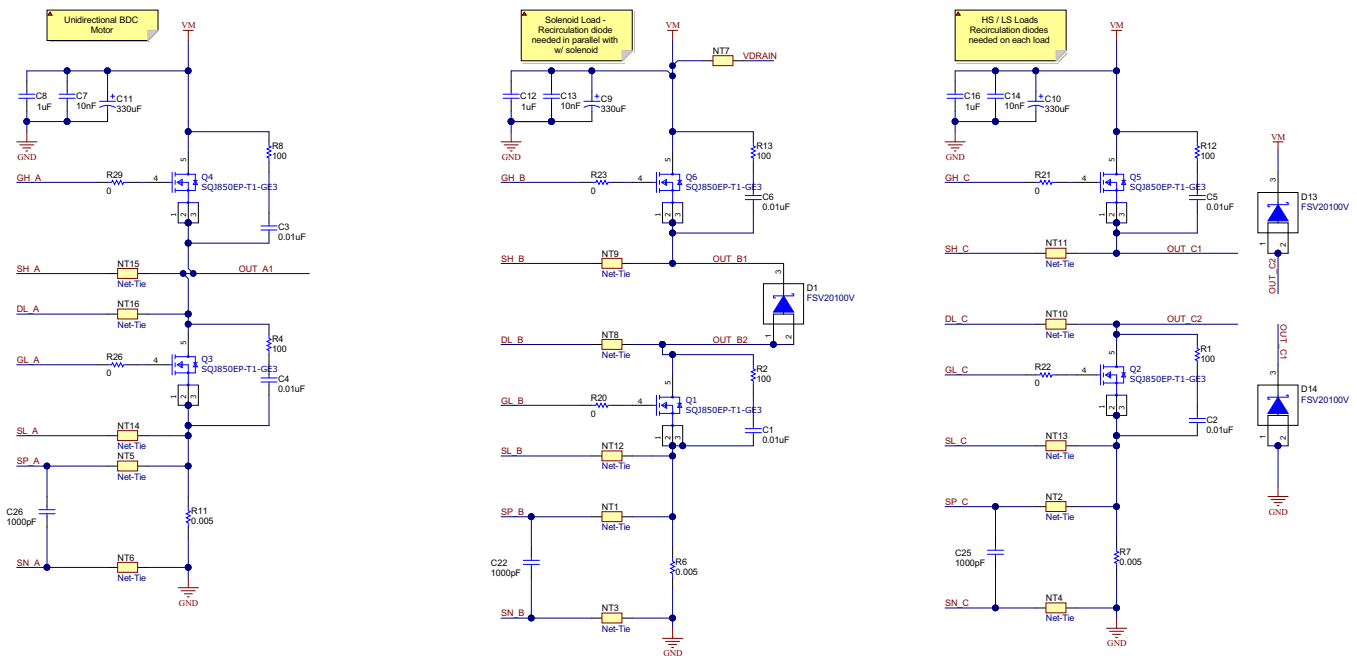 Unidirectional BDC
Motor
VM
C8
1uF
C7
10nF
+
C11
330uF
GND
R8
100
GH_A
R29
0
4
5
Q4
SQJ850EP-T1-GE3
1
2
3
C3
0.01uF
SH_A
NT15
Net-Tie
OUT_A1
DL_A
NT16
Net-Tie
R4
100
GL_A
R26
0
4
5
Q3
SQJ850EP-T1-GE3
1
2
3
C4
0.01uF
SL_A
NT14
Net-Tie
SP_A
NT5
Net-Tie
C26
1000pF
R11
0.005
SN_A
NT6
Net-Tie
GND
Solenoid Load -
Recirculation diode
needed in parallel with
w/ solenoid
VM
NT7
VDRAIN
C12
1uF
C13
10nF
+
C9
330uF
GND
R13
100
GH_B
R23
0
4
5
Q6
SQJ850EP-T1-GE3
1
2
3
C6
0.01uF
SH_B
NT9
Net-Tie
OUT_B1
3
D1
FSV20100V
1
2
DL_B
NT8
Net-Tie
OUT_B2
R2
100
GL_B
R20
0
4
5
Q1
SQJ850EP-T1-GE3
1
2
3
C1
0.01uF
SL_B
NT12
Net-Tie
SP_B
NT1
Net-Tie
C22
1000pF
R6
0.005
SN_B
NT3
Net-Tie
GND
HS / LS Loads
Recirculation diodes
needed on each load
VM
C16
1uF
C14
10nF
+
C10
330uF
GND
R12
100
GH_C
R21
0
4
5
Q5
SQJ850EP-T1-GE3
1
2
3
C5
0.01uF
SH_C
NT11
Net-Tie
OUT_C1
DL_C
NT10
Net-Tie
OUT_C2
R1
100
GL_C
R22
0
4
5
Q2
SQJ850EP-T1-GE3
1
2
3
C2
0.01uF
SL_C
NT13
Net-Tie
SP_C
NT2
Net-Tie
C25
1000pF
R7
0.005
SN_C
NT4
Net-Tie
GND
VM
3
D13
FSV20100V
1
2
OUT_C2
OUT_C1
3
D14
FSV20100V
1
2
GND